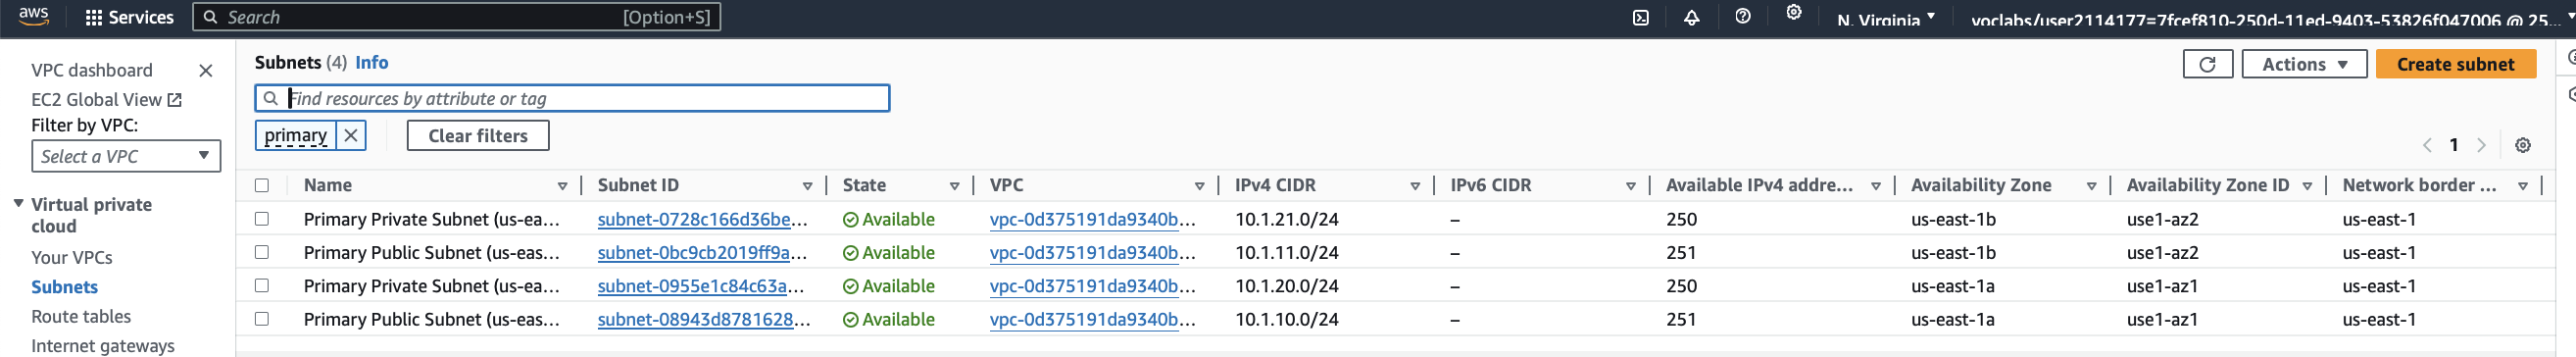 aws Services Search [Option+S] N. Virginia voclabs/user2114177=7fcef810-250d-11ed-9403-53826f047006 @ 25...
VPC dashboard
EC2 Global View
Filter by VPC:
Select a VPC
Virtual private cloud
Your VPCs
Subnets
Route tables
Internet gateways
Subnets (4) Info
Actions Create subnet
Find resources by attribute or tag
primary Clear filters
1
Name Subnet ID State VPC IPv4 CIDR IPv6 CIDR Available IPv4 addre... Availability Zone Availability Zone ID Network border ...
Primary Private Subnet (us-ea... subnet-0728c166d36be... Available vpc-0d375191da9340b... 10.1.21.0/24 – 250 us-east-1b use1-az2 us-east-1
Primary Public Subnet (us-eas... subnet-0bc9cb2019ff9a... Available vpc-0d375191da9340b... 10.1.11.0/24 – 251 us-east-1b use1-az2 us-east-1
Primary Private Subnet (us-ea... subnet-0955e1c84c63a... Available vpc-0d375191da9340b... 10.1.20.0/24 – 250 us-east-1a use1-az1 us-east-1
Primary Public Subnet (us-eas... subnet-08943d8781628... Available vpc-0d375191da9340b... 10.1.10.0/24 – 251 us-east-1a use1-az1 us-east-1